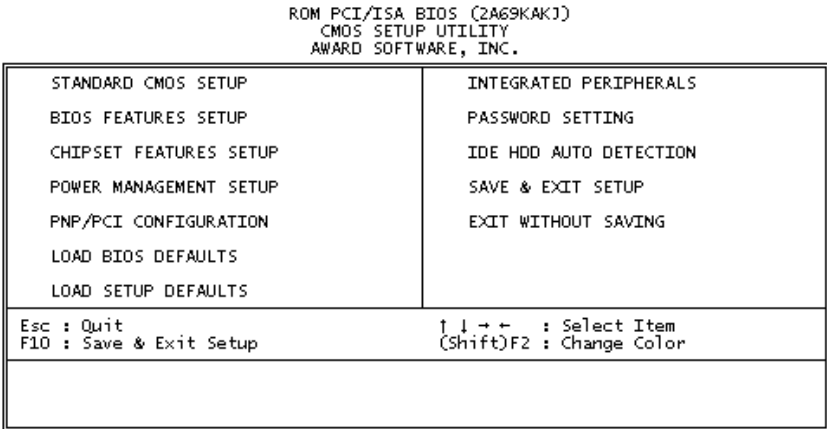 ROM PCI/ISA BIOS (2A69KAKJ)
CMOS SETUP UTILITY
AWARD SOFTWARE, INC.
STANDARD CMOS SETUP
BIOS FEATURES SETUP
CHIPSET FEATURES SETUP
POWER MANAGEMENT SETUP
PNP/PCI CONFIGURATION
LOAD BIOS DEFAULTS
LOAD SETUP DEFAULTS
INTEGRATED PERIPHERALS
PASSWORD SETTING
IDE HDD AUTO DETECTION
SAVE & EXIT SETUP
EXIT WITHOUT SAVING
Esc : Quit
F10 : Save & Exit Setup
↑ ↓ → ← : Select Item
(Shift)F2 : Change Color